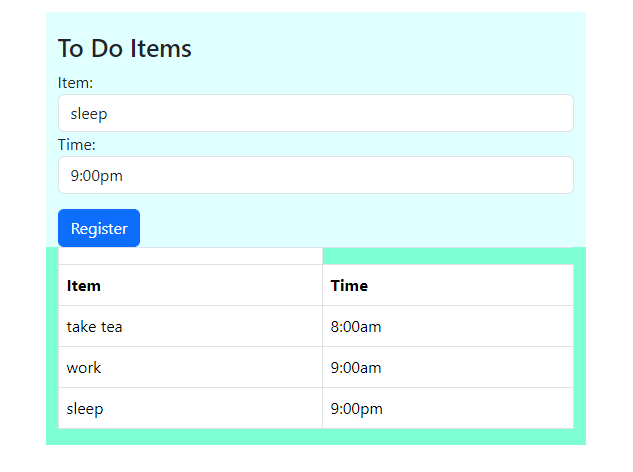 To Do Items
Item:
sleep
Time:
9:00pm
Register
Item Time
take tea 8:00am
work 9:00am
sleep 9:00pm